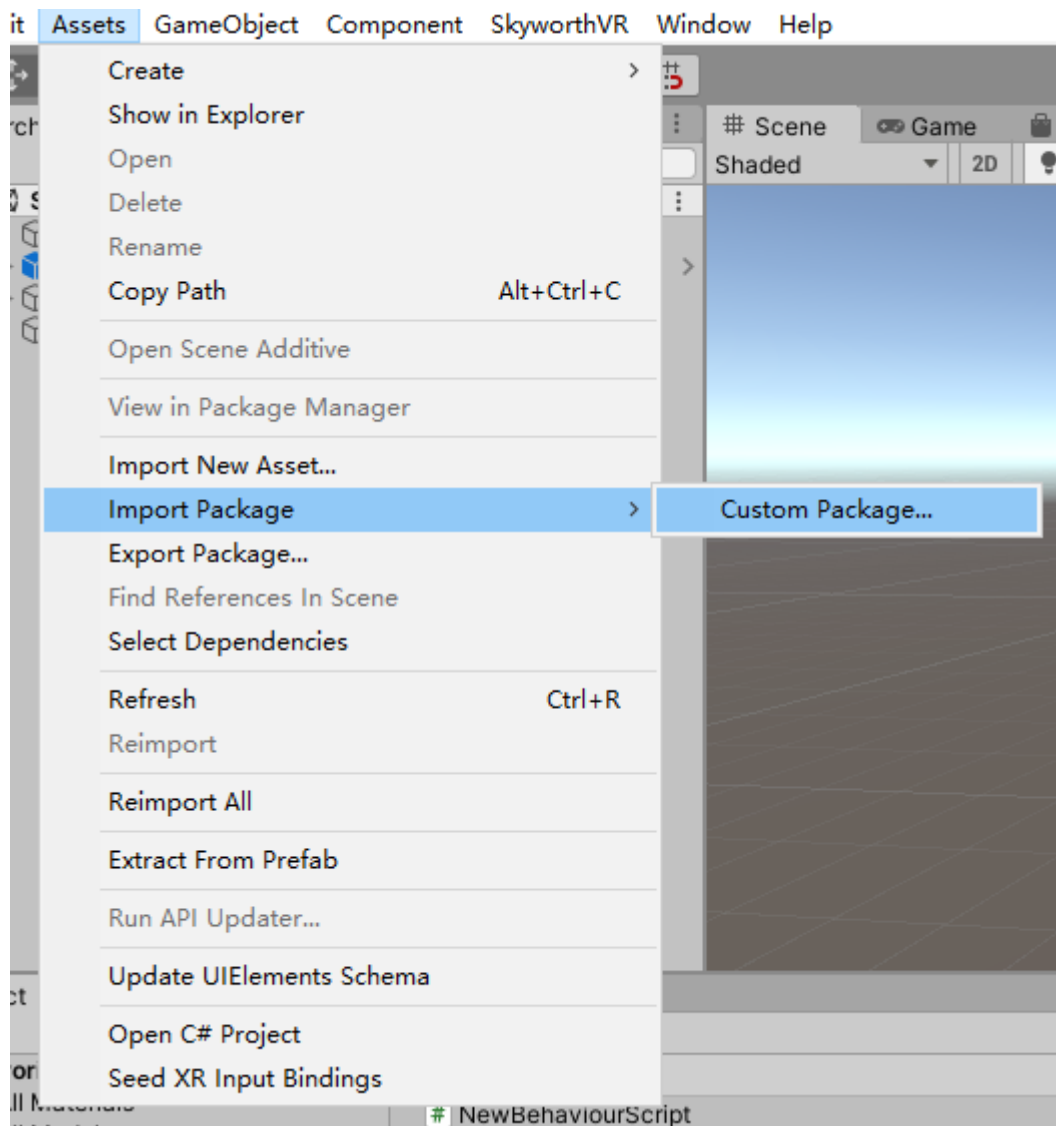 it Assets GameObject Component SkyworthVR Window Help
Create
Show in Explorer
Open
Delete
Rename
Copy Path Alt+Ctrl+C
Open Scene Additive
View in Package Manager
Import New Asset...
Import Package
Custom Package...
Export Package...
Find References In Scene
Select Dependencies
Refresh Ctrl+R
Reimport
Reimport All
Extract From Prefab
Run API Updater...
Update UIElements Schema
Open C# Project
Seed XR Input Bindings
# Scene Game
Shaded 2D
NewBehaviourScript